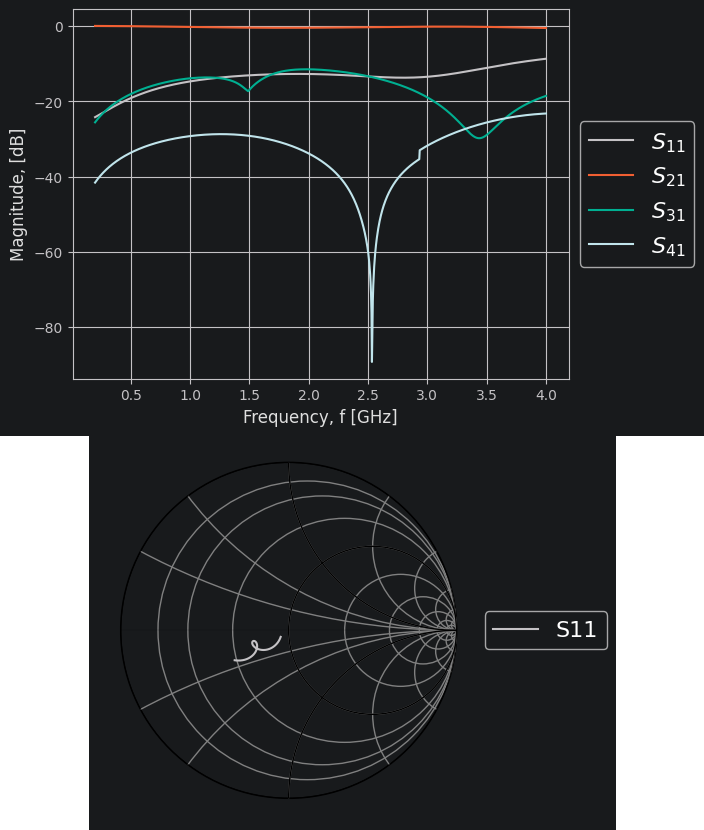 0
−20
−40
−60
−80
Magnitude, [dB]
0.5 1.0 1.5 2.0 2.5 3.0 3.5 4.0
Frequency, f [GHz]
S₁₁
S₂₁
S₃₁
S₄₁
S11